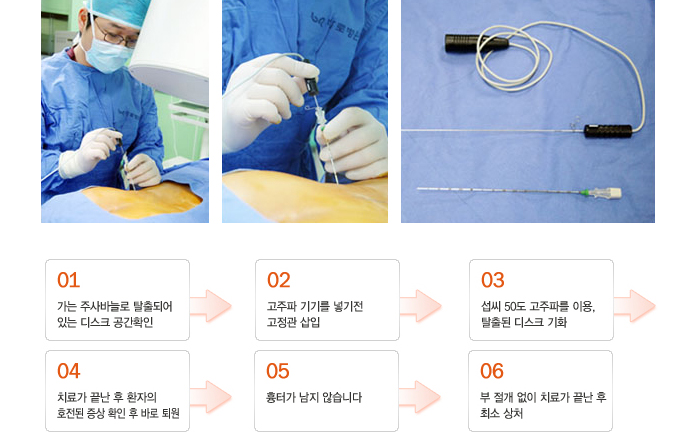 01
가는 주사바늘로 탈출되어
있는 디스크 공간확인
02
고주파 기기를 넣기전
고정관 삽입
03
섭씨 50도 고주파를 이용,
탈출된 디스크 기화
04
치료가 끝난 후 환자의
호전된 증상 확인 후 바로 퇴원
05
흉터가 남지 않습니다
06
부 절개 없이 치료가 끝난 후
최소 상처